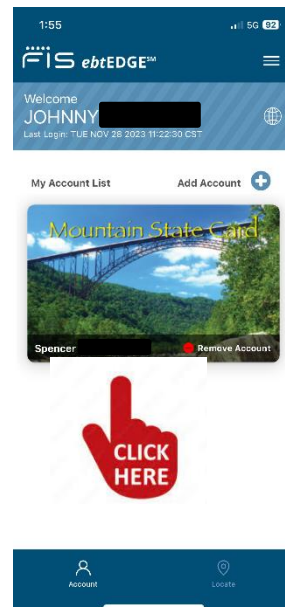 1:55 5G 92
FIS ebtEDGE℠
Welcome
JOHNNY
Last Login: TUE NOV 28 2023 11:22:30 CST
My Account List Add Account
Mountain State Card
Spencer Remove Account
CLICK
HERE
Account Locate